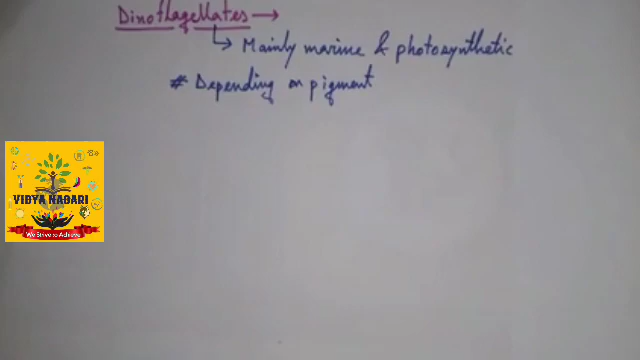 Dinoflagellates →
↳ Mainly marine & photosynthetic
# Depending on pigment
VIDYA NAGARI
We Strive to Achieve